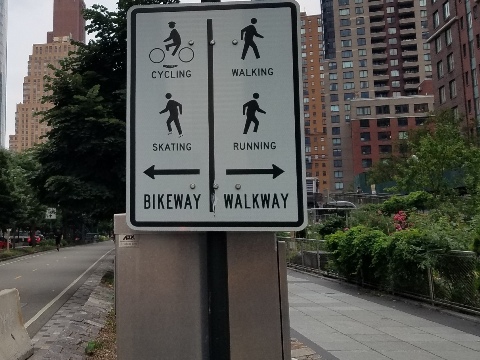 CYCLING WALKING
SKATING RUNNING
BIKEWAY WALKWAY